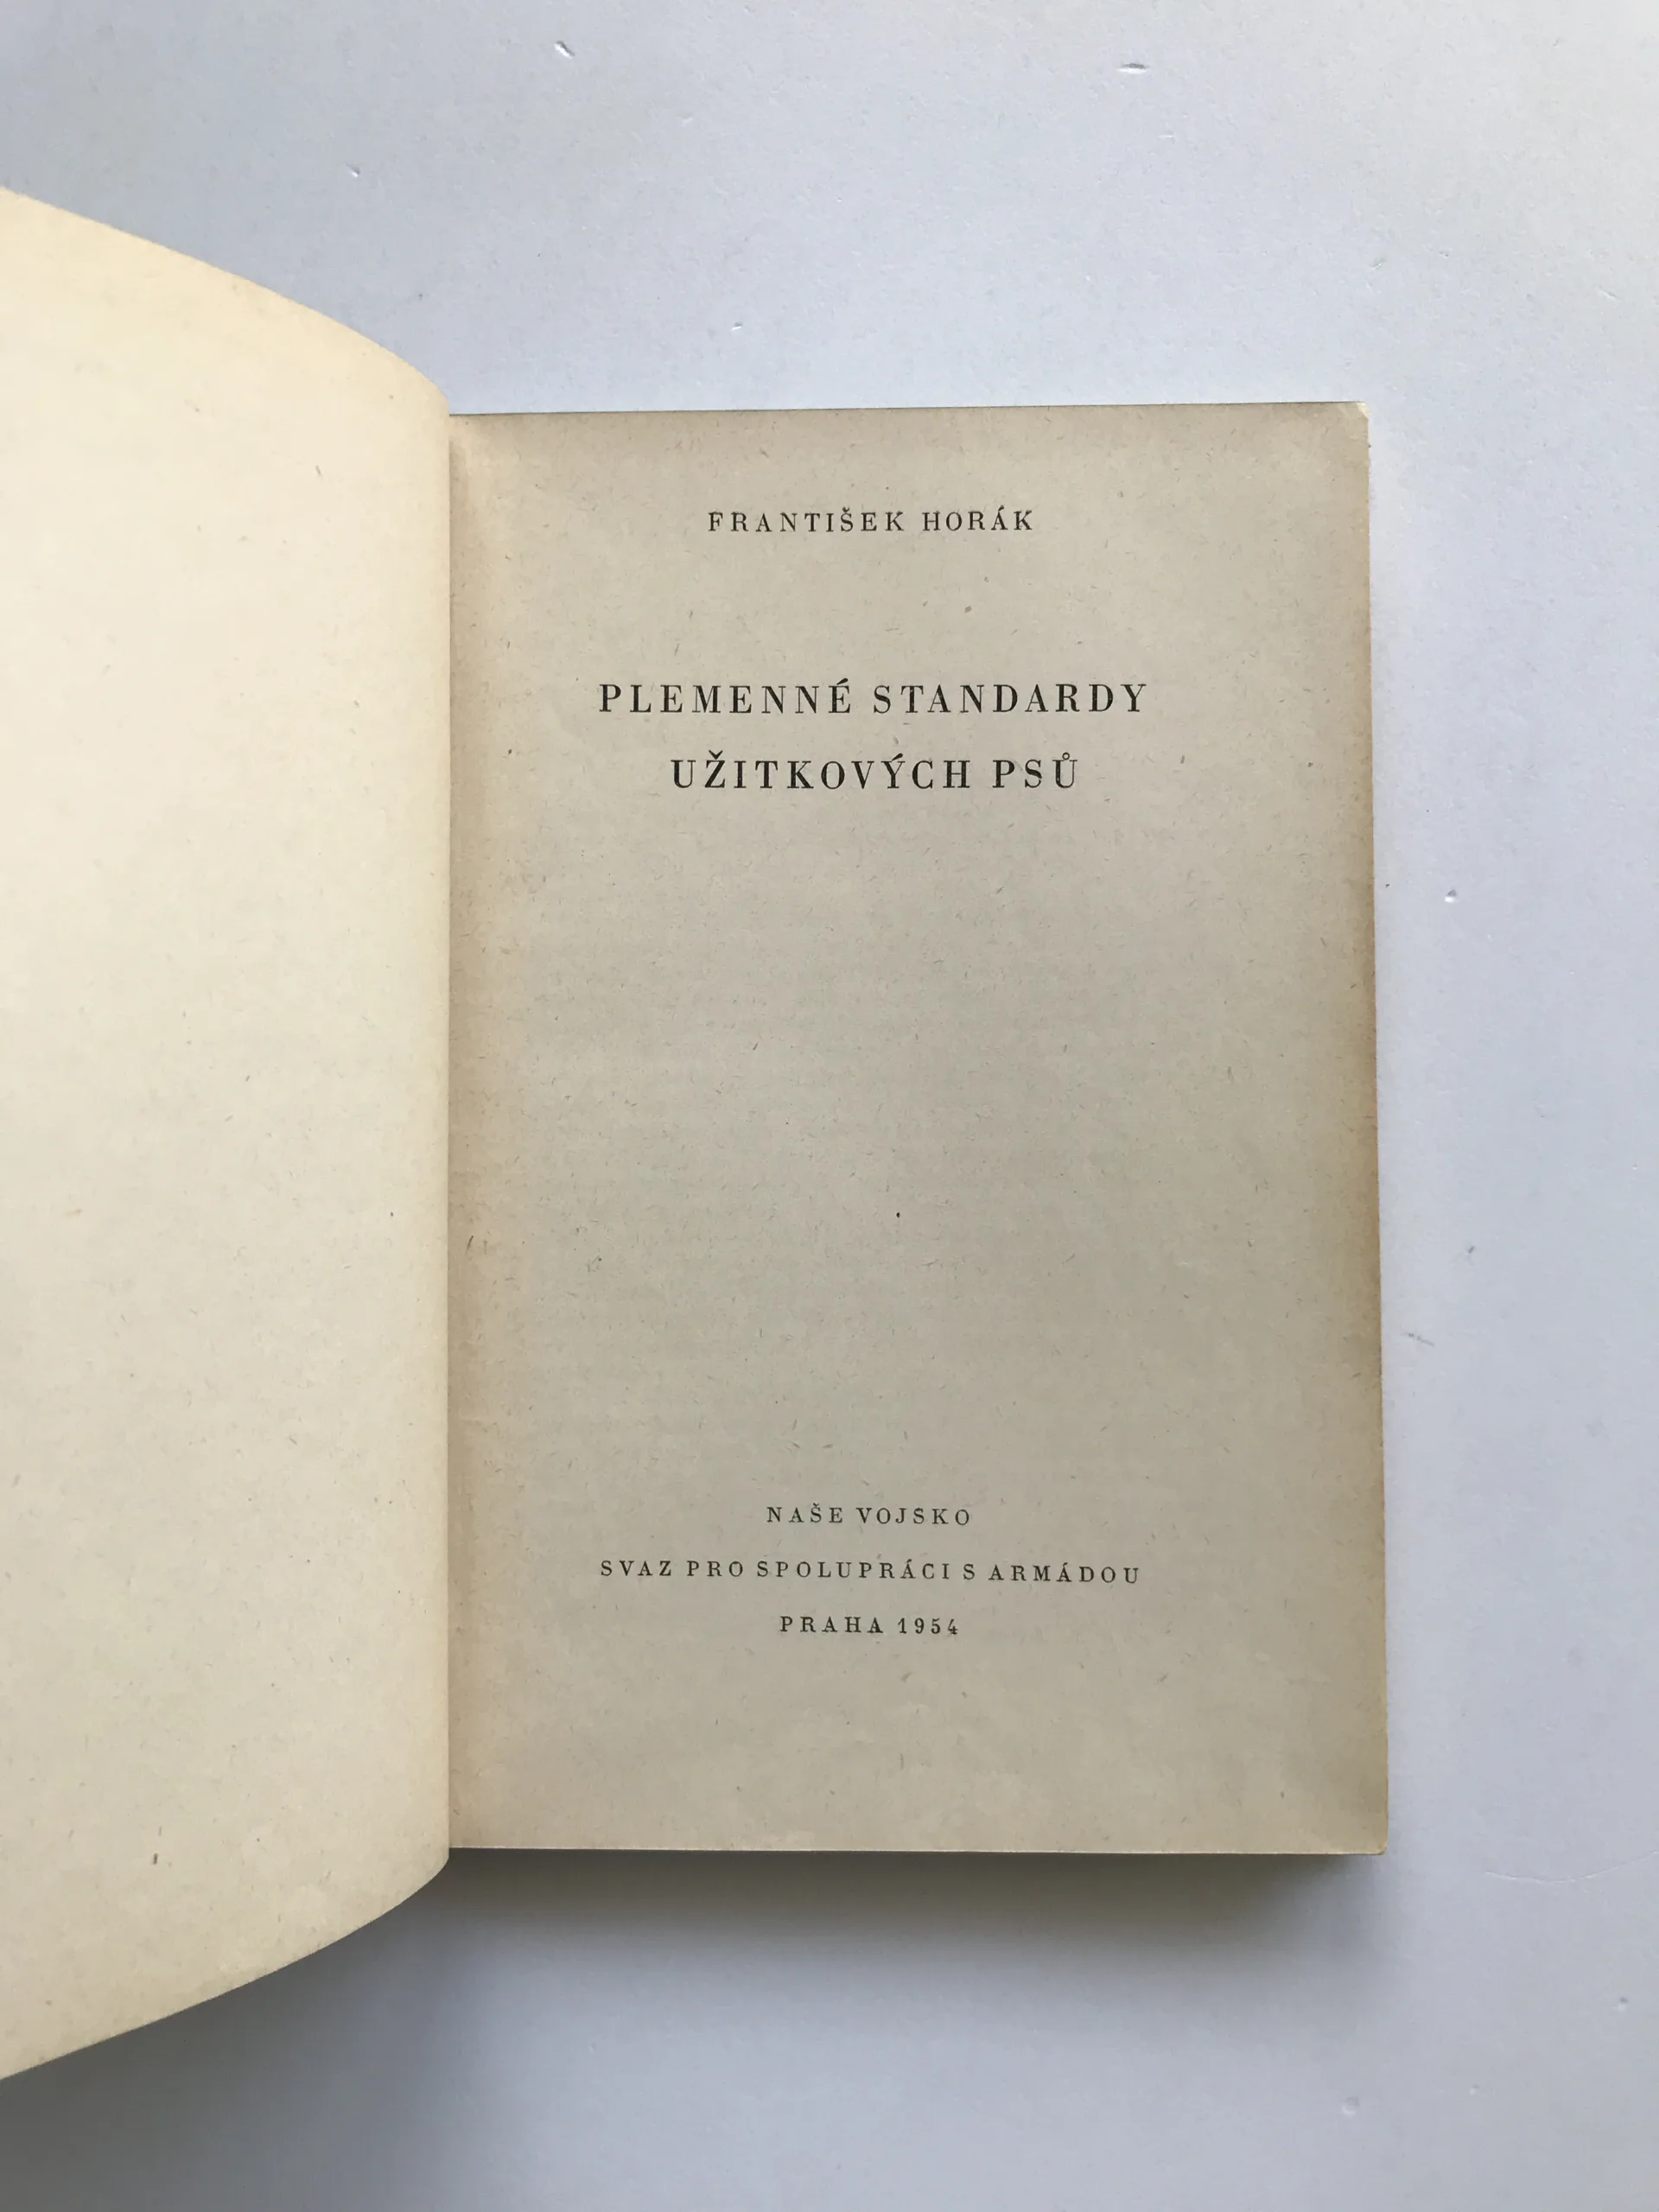 FRANTIŠEK HORÁK
PLEMENNÉ STANDARDY
UŽITKOVÝCH PSŮ
NAŠE VOJSKO
SVAZ PRO SPOLUPRÁCI S ARMÁDOU
PRAHA 1954